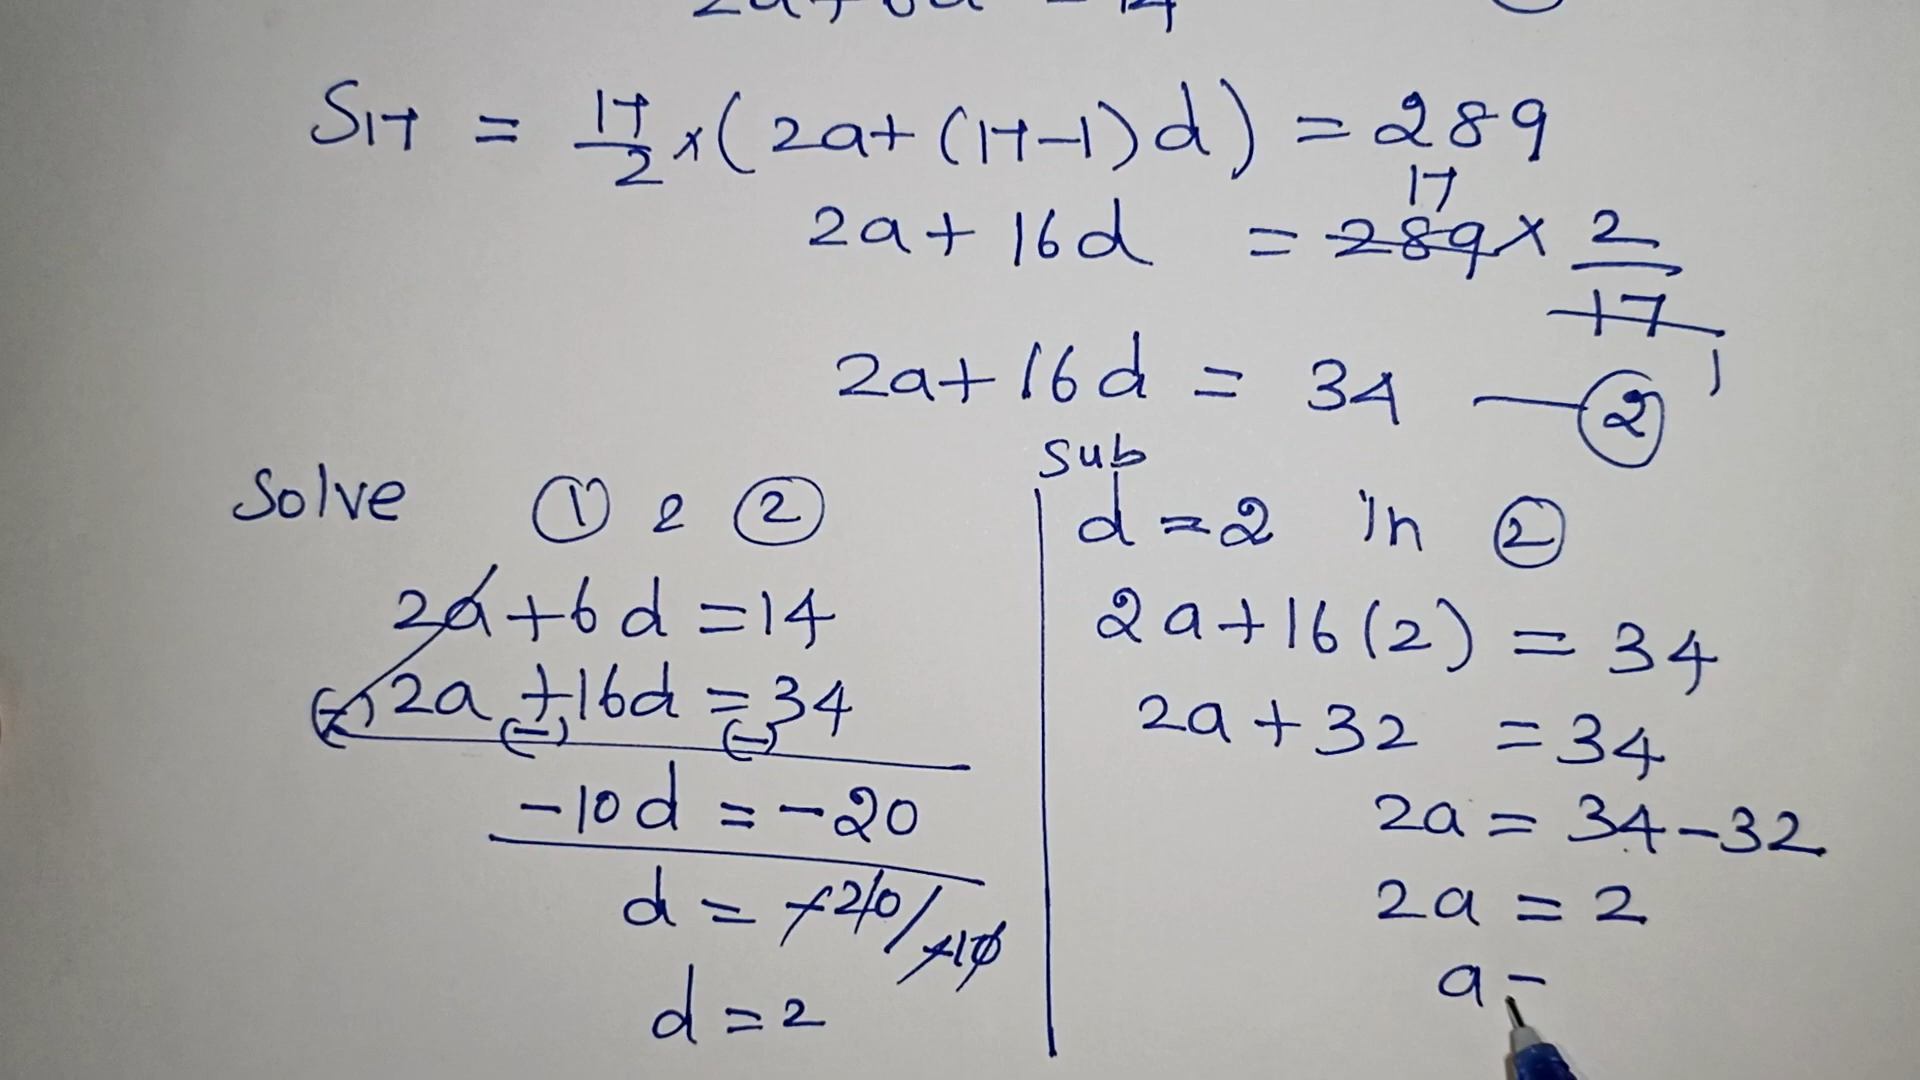 S17 = 17/2 x (2a + (17-1) d) = 289
17
2a + 16d = 289 x 2/17
1
2a + 16d = 34 — ②
Solve ① & ②
2a + 6d = 14
(-) 2a + 16d = 34
(-) (-)
-10d = -20
d = -20/-10
d = 2
Sub
d = 2 in ②
2a + 16(2) = 34
2a + 32 = 34
2a = 34 - 32
2a = 2
a =